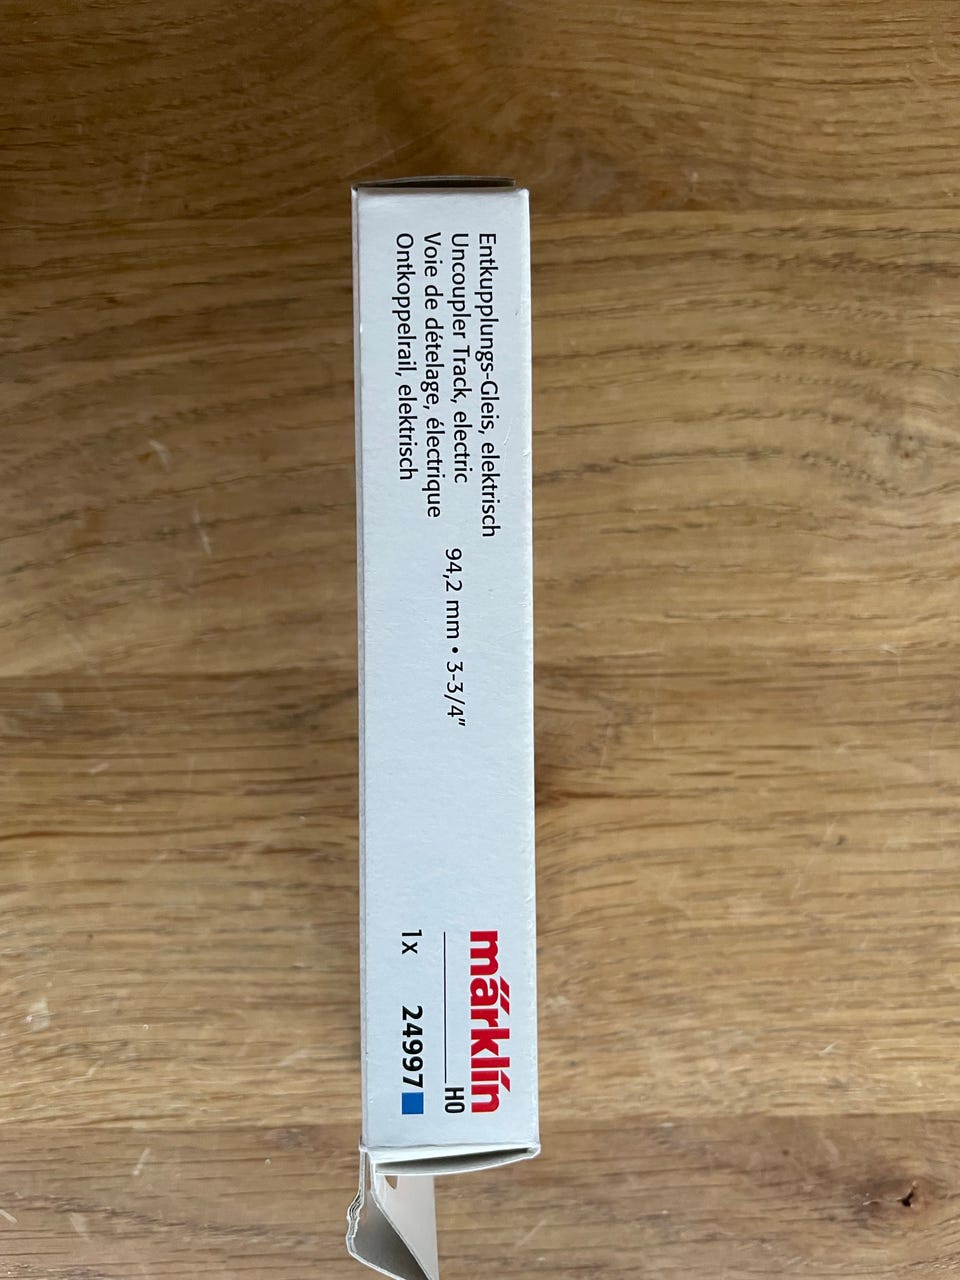 Entkupplungs-Gleis, elektrisch
Uncoupler Track, electric
Voie de dételage, électrique
Ontkoppelrail, elektrisch
94,2 mm • 3-3/4"
märklin
H0
1x 24997